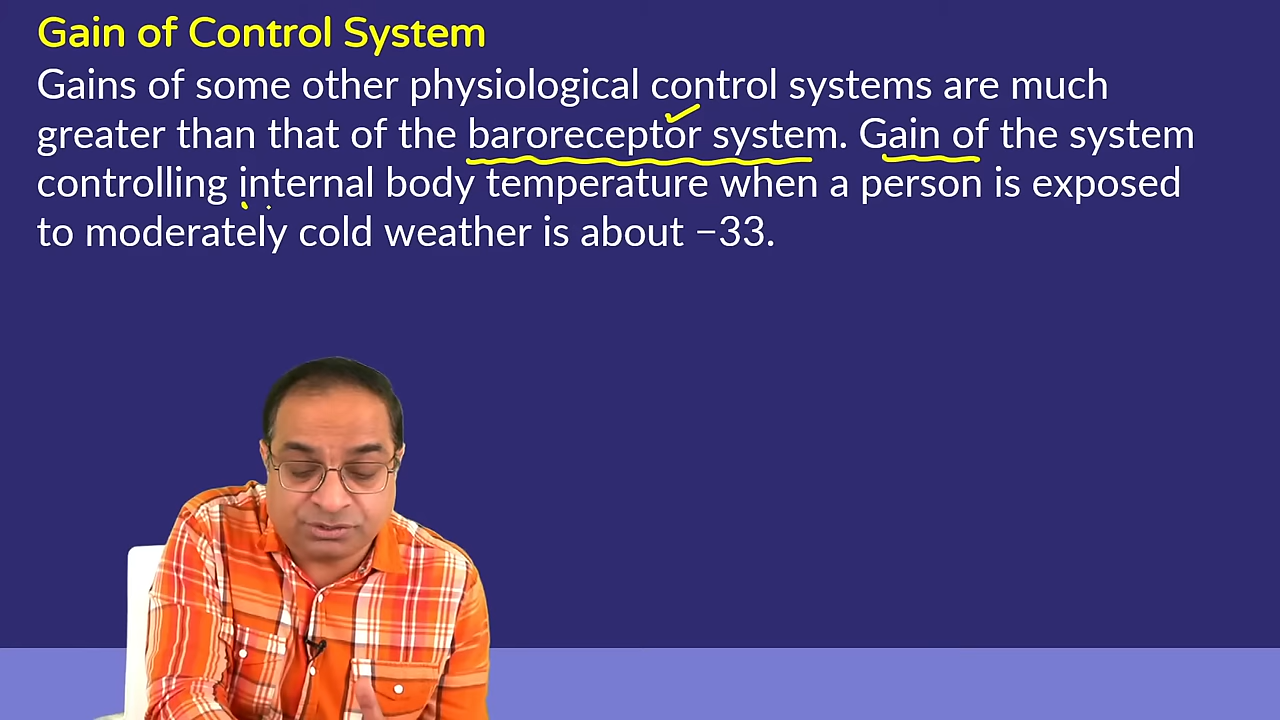 Gain of Control System
Gains of some other physiological control systems are much
greater than that of the baroreceptor system. Gain of the system
controlling internal body temperature when a person is exposed
to moderately cold weather is about −33.